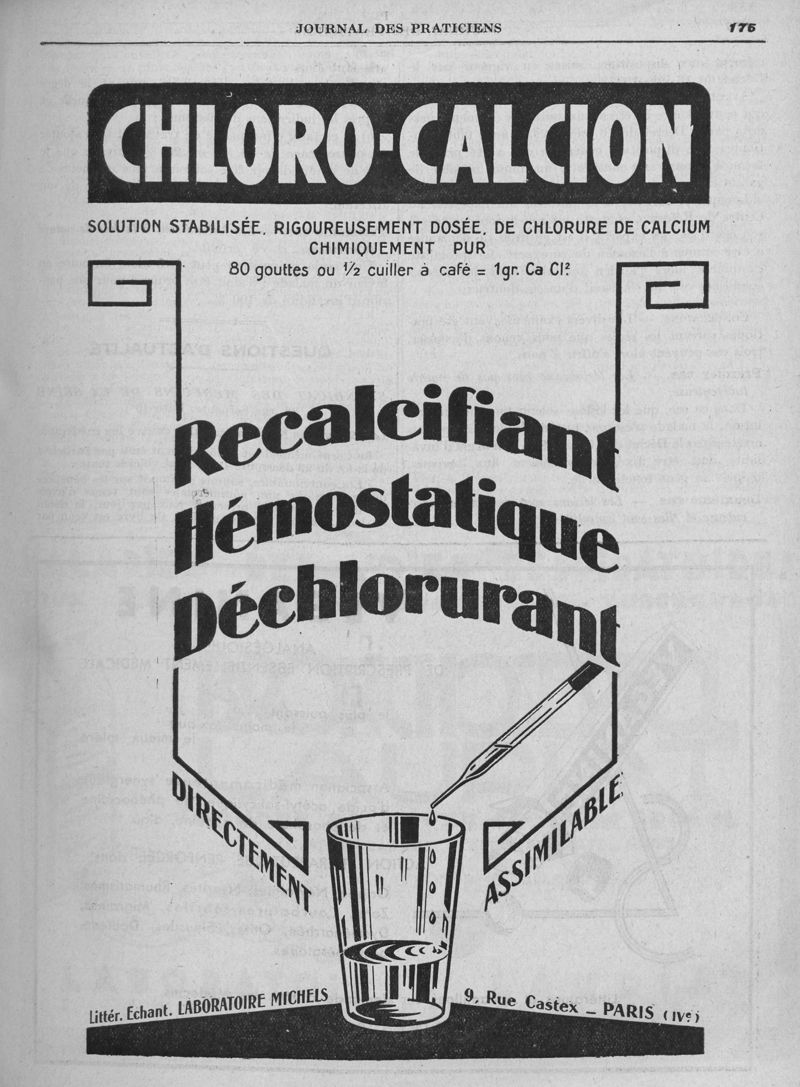 JOURNAL DES PRATICIENS 175
CHLORO-CALCION
SOLUTION STABILISÉE, RIGOUREUSEMENT DOSÉE, DE CHLORURE DE CALCIUM
CHIMIQUEMENT PUR
80 gouttes ou 1/2 cuiller à café = 1gr. Ca Cl²
Recalcifiant
Hémostatique
Déchlorurant
DIRECTEMENT ASSIMILABLE
Littér. Echant. LABORATOIRE MICHELS 9, Rue Castex _ PARIS (IVe)